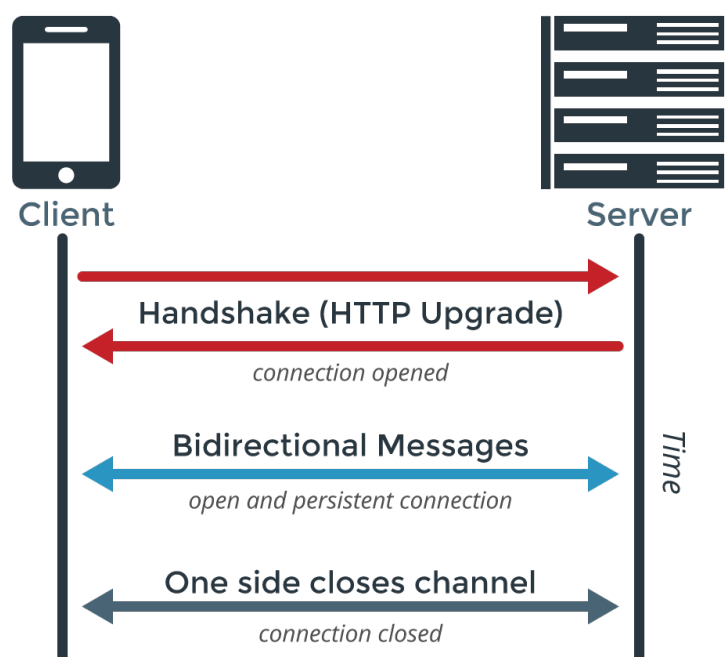 Client
Server
Handshake (HTTP Upgrade)
connection opened
Bidirectional Messages
open and persistent connection
Time
One side closes channel
connection closed